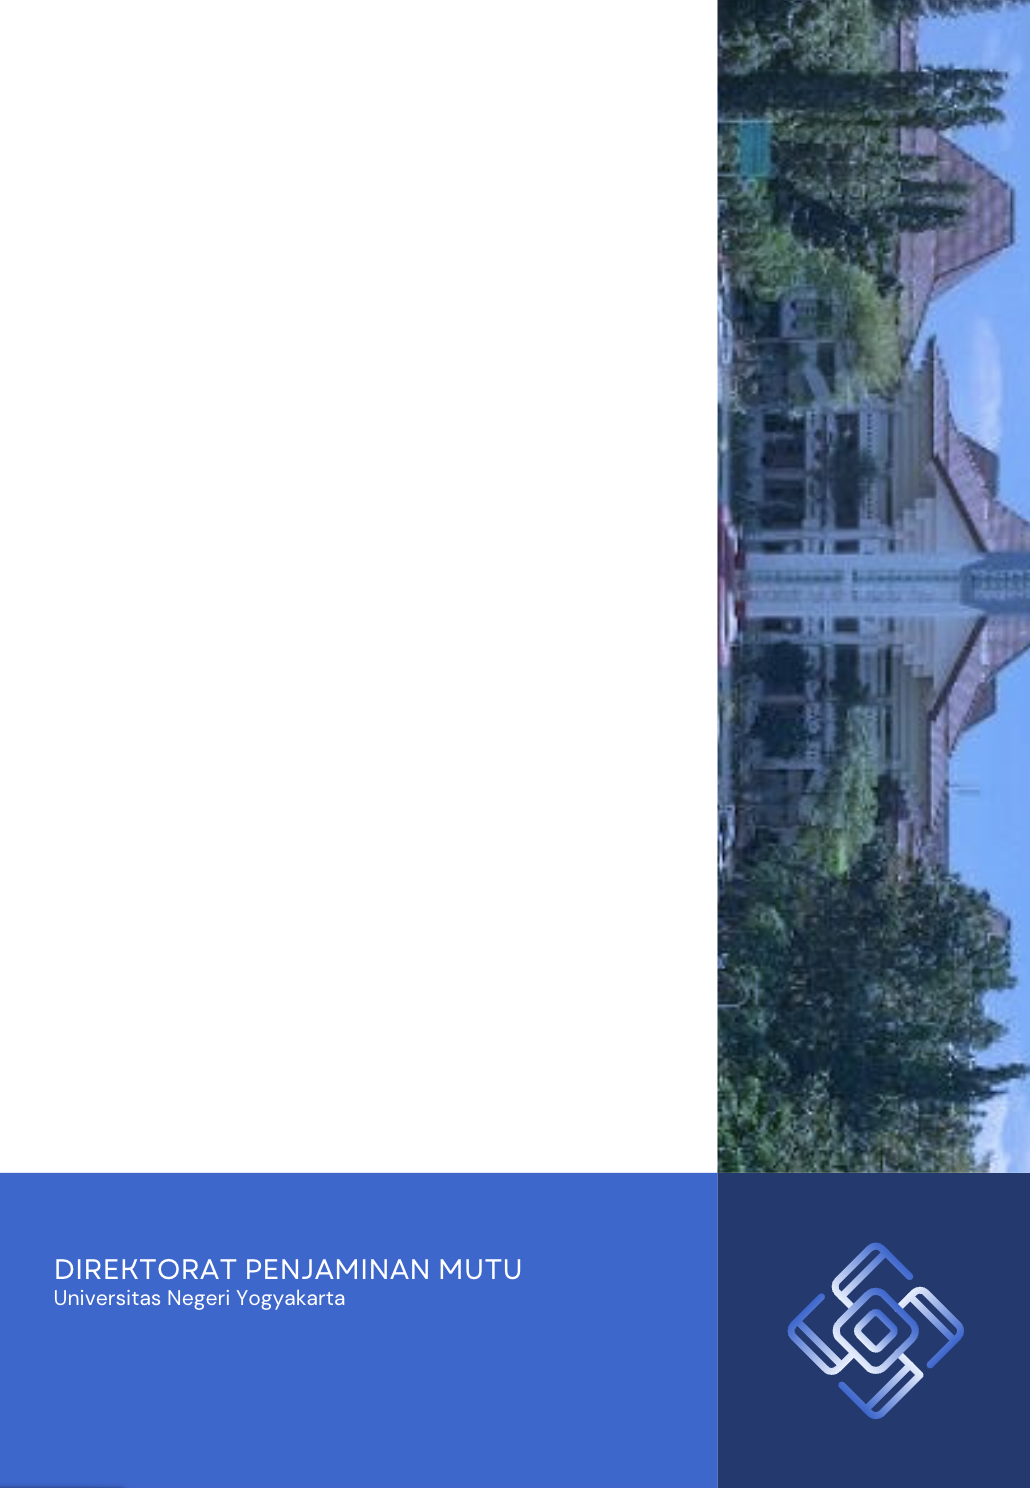 DIREKTORAT PENJAMINAN MUTU
Universitas Negeri Yogyakarta